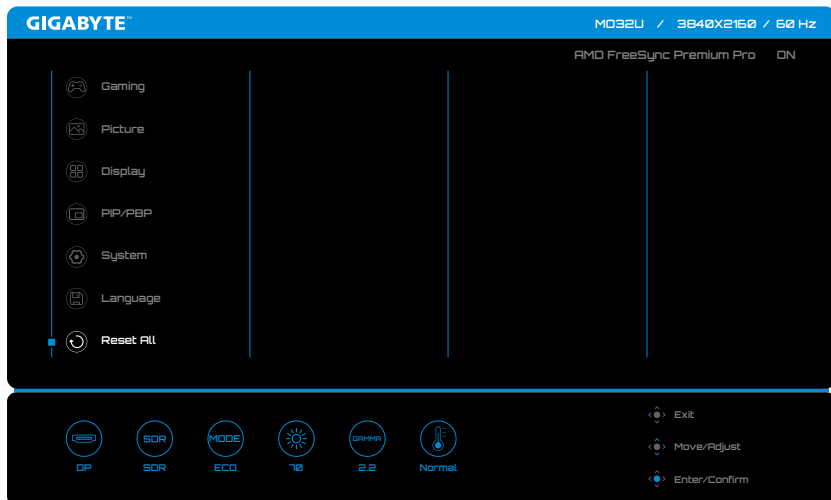 GIGABYTE™
MO32U / 3840X2160 / 60 Hz
AMD FreeSync Premium Pro ON
Gaming
Picture
Display
PIP/PBP
System
Language
Reset All
SDR
MODE
GAMMA
DP
SDR
ECO
70
2.2
Normal
Exit
Move/Adjust
Enter/Confirm